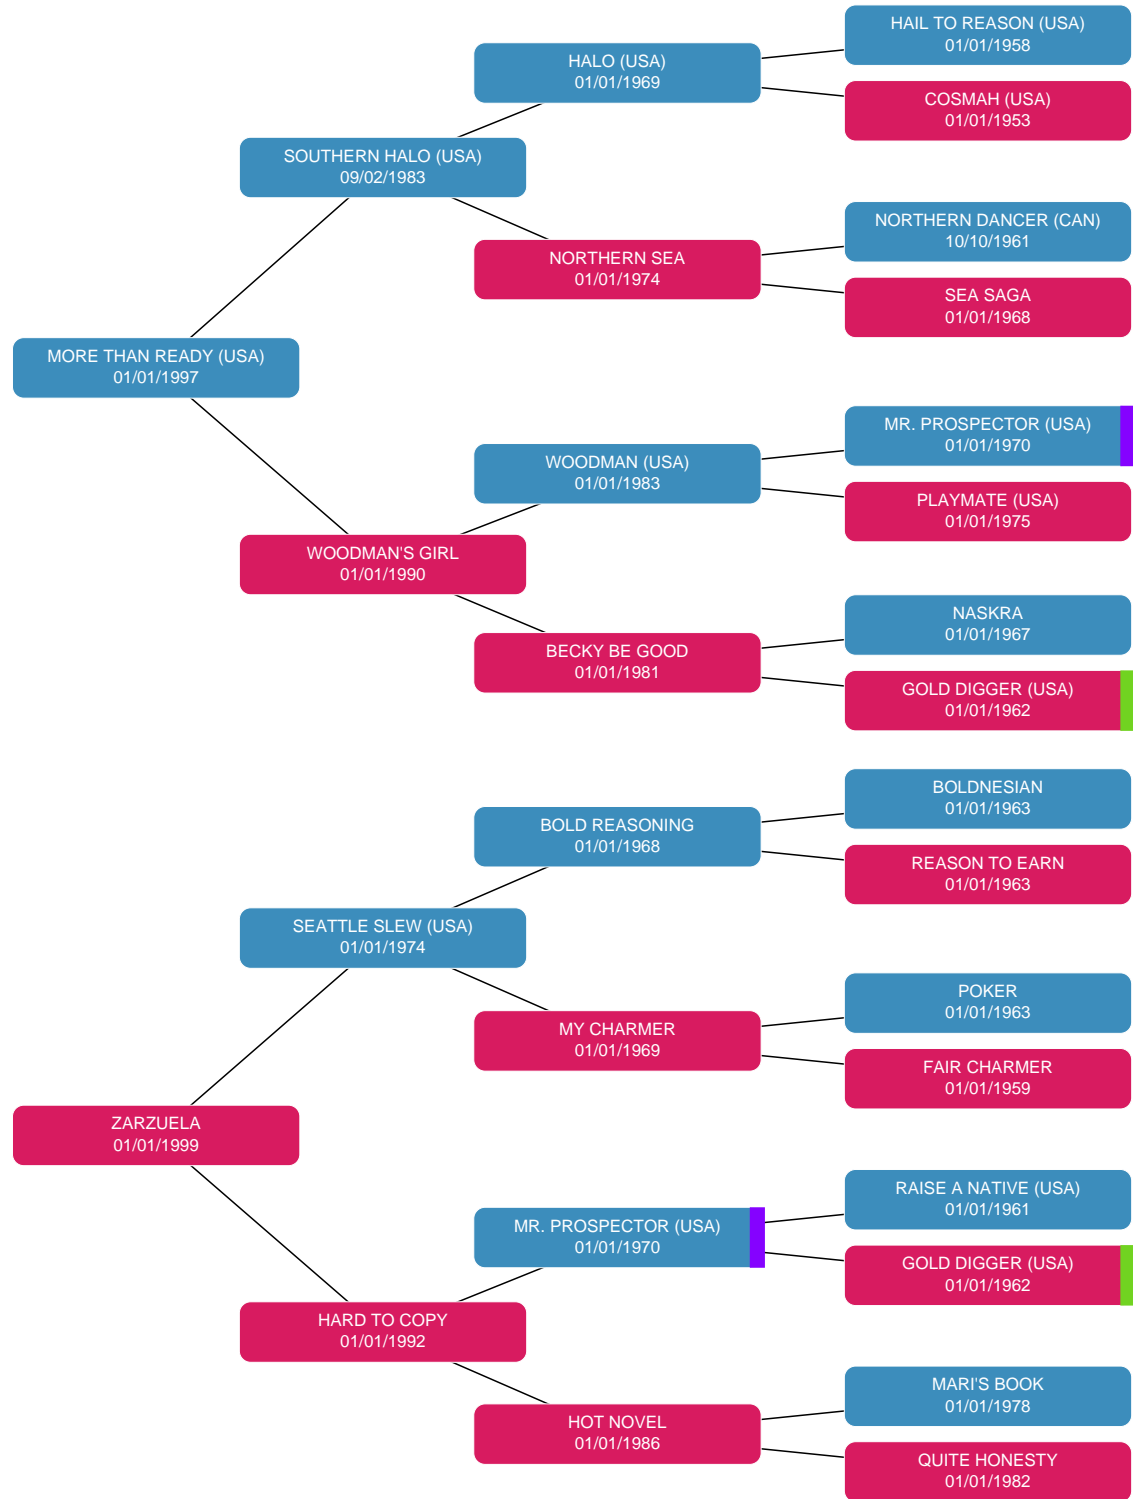 HAIL TO REASON (USA)
01/01/1958
HALO (USA)
01/01/1969
COSMAH (USA)
01/01/1953
SOUTHERN HALO (USA)
09/02/1983
NORTHERN DANCER (CAN)
10/10/1961
NORTHERN SEA
01/01/1974
SEA SAGA
01/01/1968
MORE THAN READY (USA)
01/01/1997
MR. PROSPECTOR (USA)
01/01/1970
WOODMAN (USA)
01/01/1983
PLAYMATE (USA)
01/01/1975
WOODMAN'S GIRL
01/01/1990
NASKRA
01/01/1967
BECKY BE GOOD
01/01/1981
GOLD DIGGER (USA)
01/01/1962
BOLDNESIAN
01/01/1963
BOLD REASONING
01/01/1968
REASON TO EARN
01/01/1963
SEATTLE SLEW (USA)
01/01/1974
POKER
01/01/1963
MY CHARMER
01/01/1969
FAIR CHARMER
01/01/1959
ZARZUELA
01/01/1999
RAISE A NATIVE (USA)
01/01/1961
MR. PROSPECTOR (USA)
01/01/1970
GOLD DIGGER (USA)
01/01/1962
HARD TO COPY
01/01/1992
MARI'S BOOK
01/01/1978
HOT NOVEL
01/01/1986
QUITE HONESTY
01/01/1982